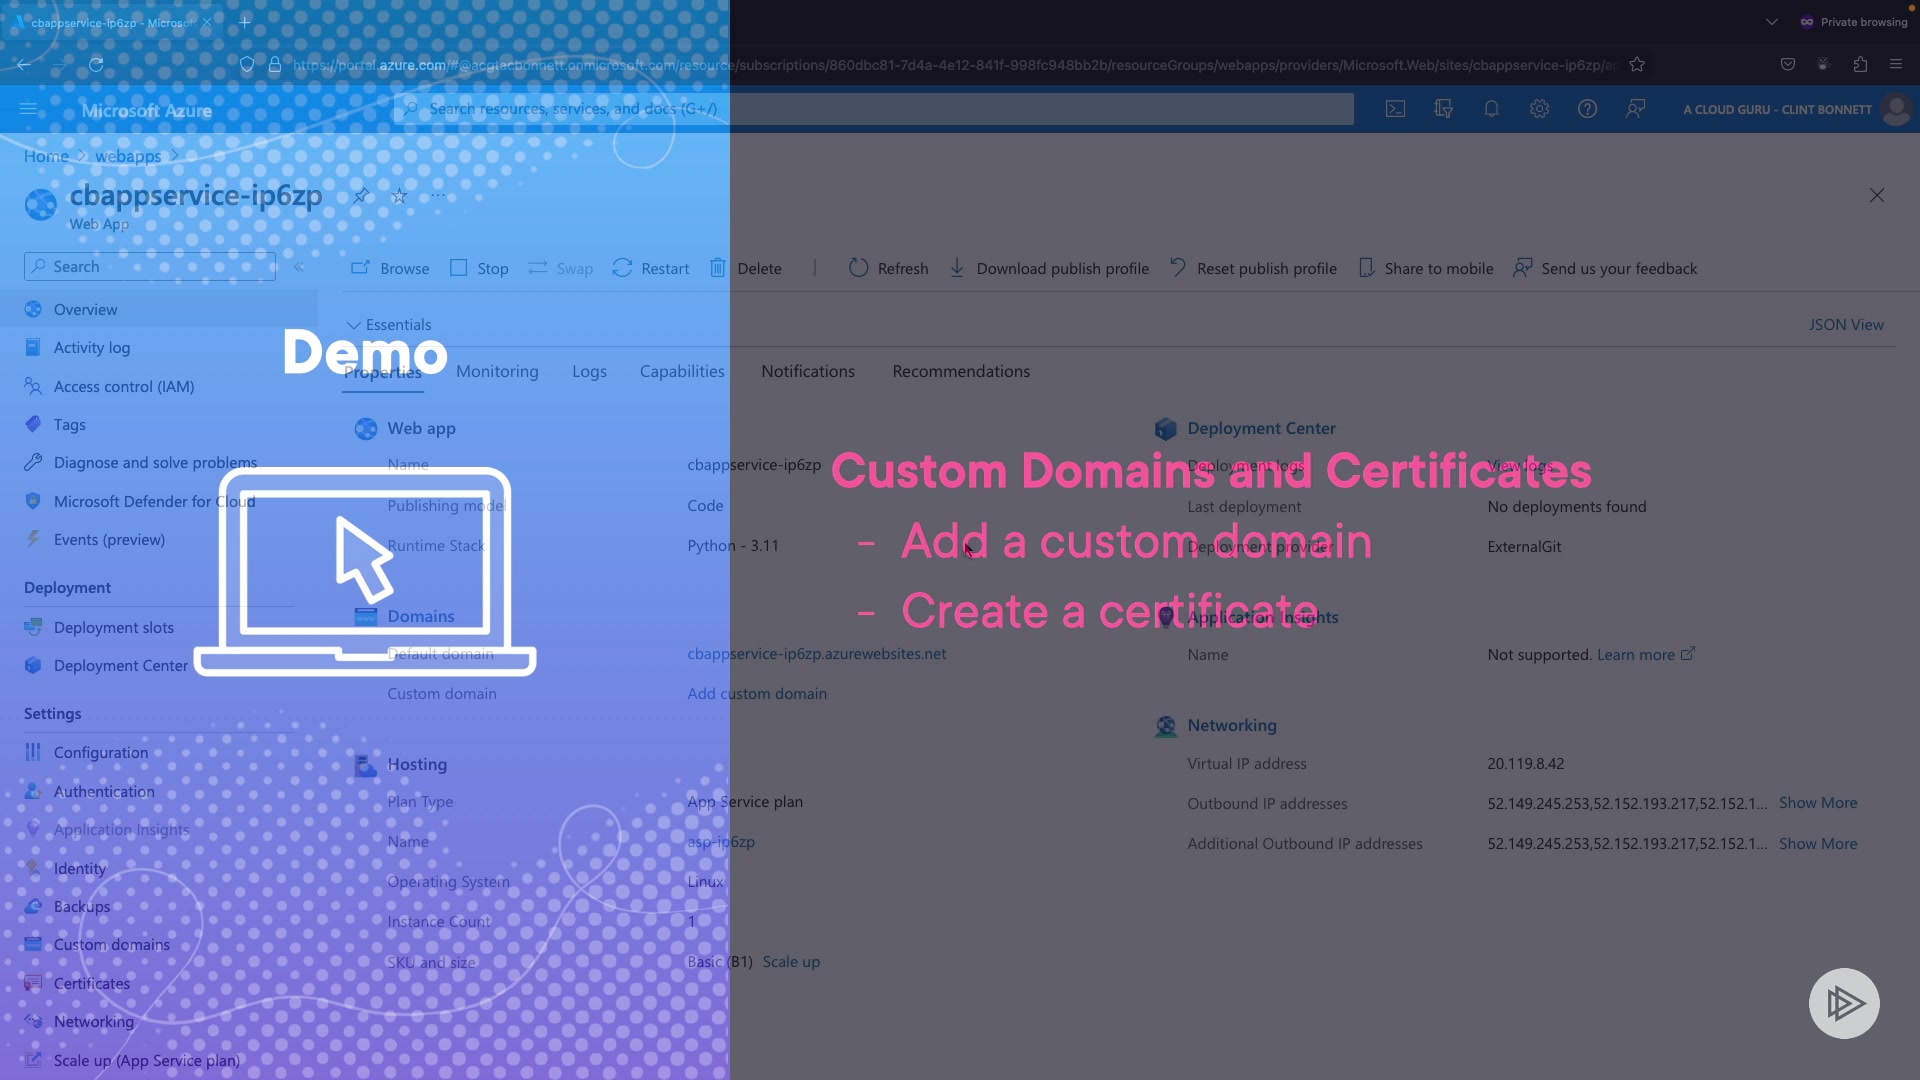 cbappservice-ip6zp - Microsof
Private browsing
https://portal.azure.com/#@acgtacbonnett.onmicrosoft.com/resource/subscriptions/860dbc81-7d4a-4e12-841f-998fc948bb2b/resourceGroups/webapps/providers/Microsoft.Web/sites/cbappservice-ip6zp/ap
Microsoft Azure
Search resources, services, and docs (G+/)
A CLOUD GURU - CLINT BONNETT
Home > webapps >
cbappservice-ip6zp
Web App
Search
Browse Stop Swap Restart Delete Refresh Download publish profile Reset publish profile Share to mobile Send us your feedback
Overview
Activity log
Access control (IAM)
Tags
Diagnose and solve problems
Microsoft Defender for Cloud
Events (preview)
Deployment
Deployment slots
Deployment Center
Settings
Configuration
Authentication
Application Insights
Identity
Backups
Custom domains
Certificates
Networking
Scale up (App Service plan)
Essentials
JSON View
Demo
Properties Monitoring Logs Capabilities Notifications Recommendations
Web app
Name cbappservice-ip6zp
Publishing model Code
Runtime Stack Python - 3.11
Domains
Default domain cbappservice-ip6zp.azurewebsites.net
Custom domain Add custom domain
Hosting
Plan Type App Service plan
Name asp-ip6zp
Operating System Linux
Instance Count 1
SKU and size Basic (B1) Scale up
Deployment Center
Deployment logs View logs
Last deployment No deployments found
Deployment provider ExternalGit
Application Insights
Name Not supported. Learn more
Networking
Virtual IP address 20.119.8.42
Outbound IP addresses 52.149.245.253,52.152.193.217,52.152.1... Show More
Additional Outbound IP addresses 52.149.245.253,52.152.193.217,52.152.1... Show More
Custom Domains and Certificates
- Add a custom domain
- Create a certificate